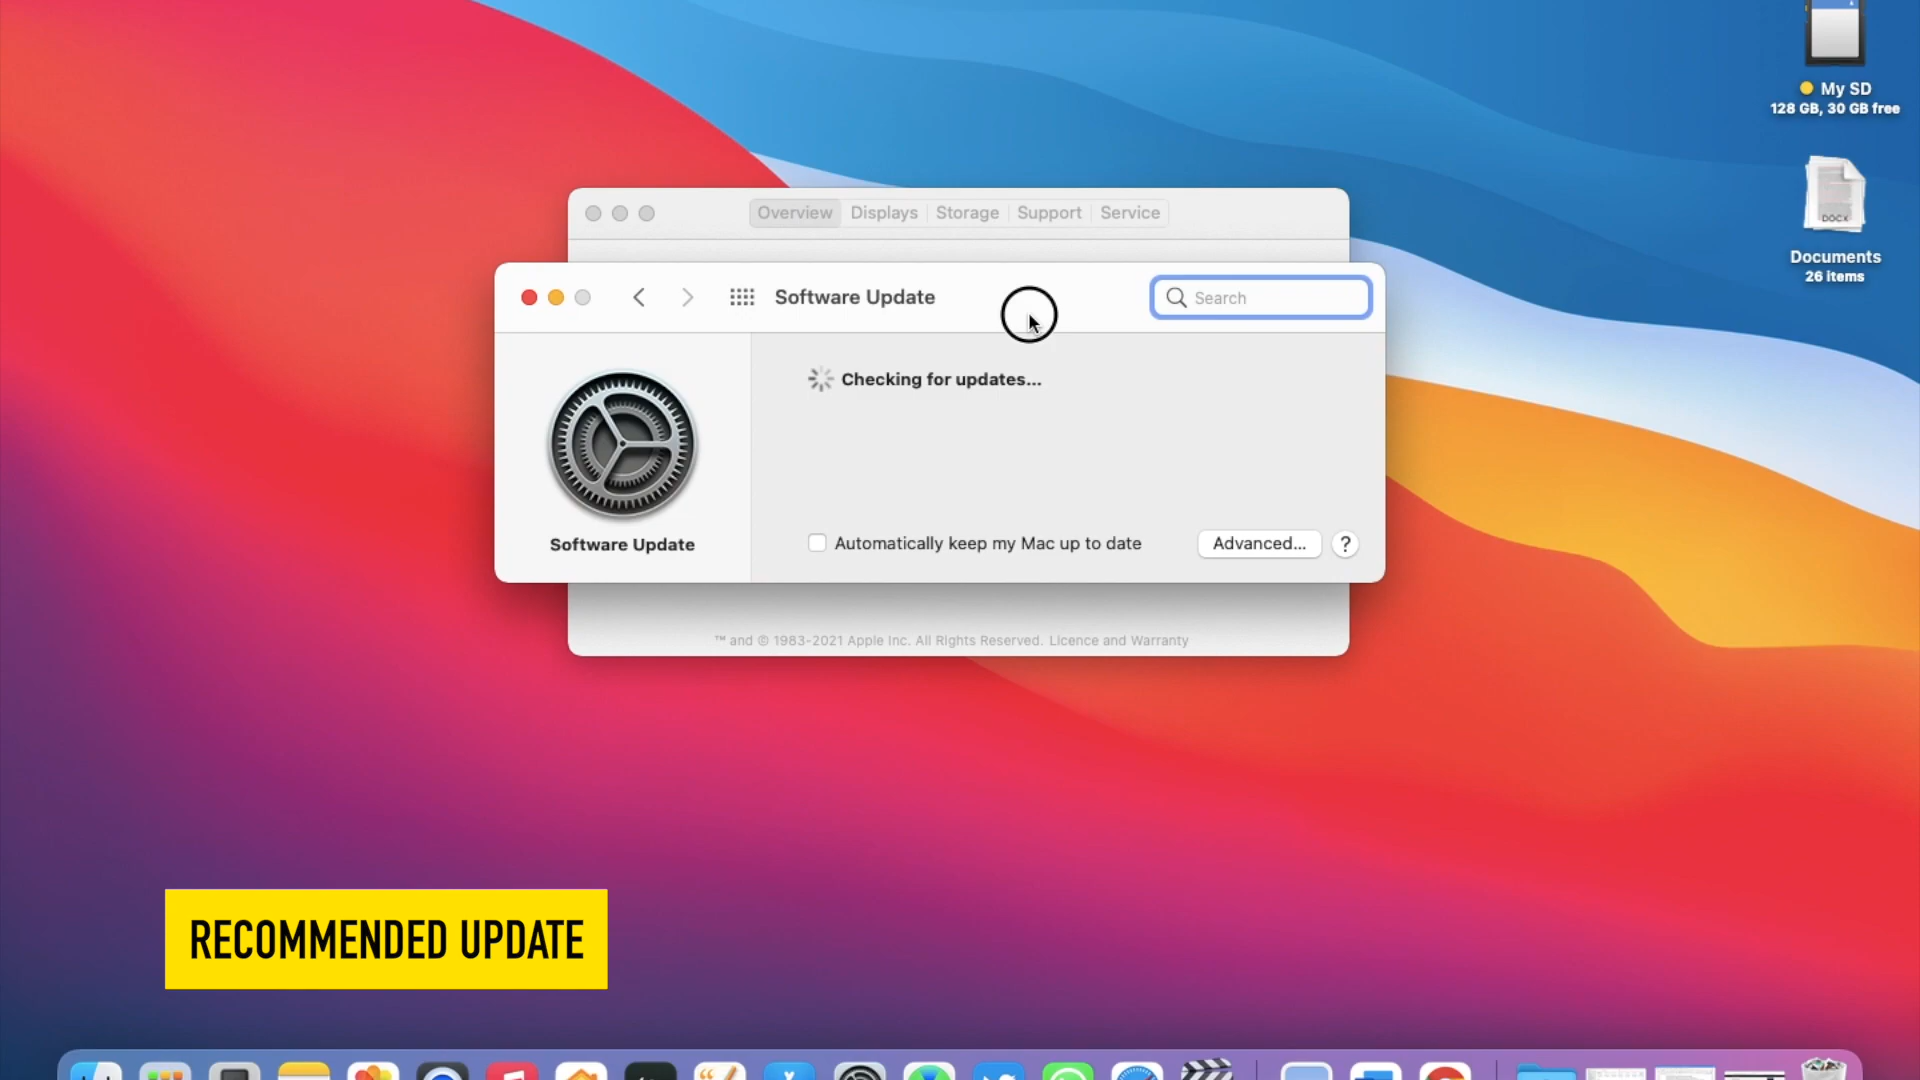 My SD
128 GB, 30 GB free
DOCX
Documents
26 items
Overview Displays Storage Support Service
Software Update
Search
Checking for updates...
Software Update
Automatically keep my Mac up to date
Advanced...
?
™ and © 1983-2021 Apple Inc. All Rights Reserved. Licence and Warranty
RECOMMENDED UPDATE